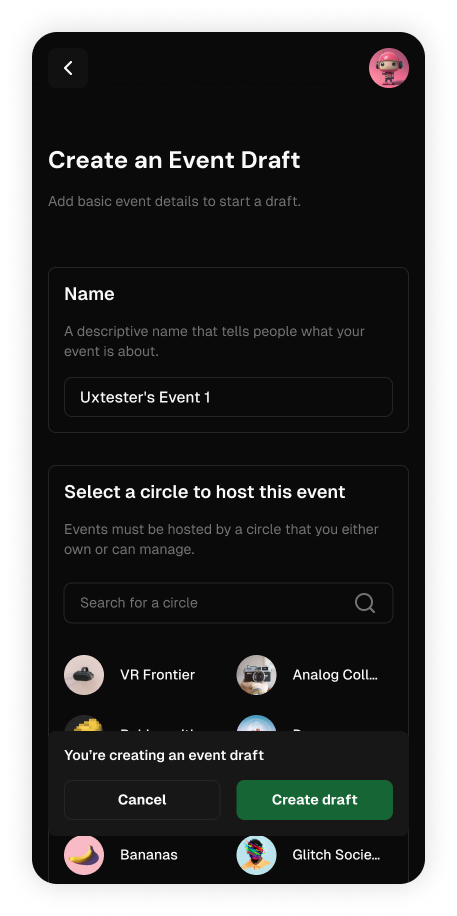 Create an Event Draft
Add basic event details to start a draft.
Name
A descriptive name that tells people what your
event is about.
Uxtester's Event 1
Select a circle to host this event
Events must be hosted by a circle that you either
own or can manage.
Search for a circle
VR Frontier
Analog Coll...
You're creating an event draft
Cancel
Create draft
Bananas
Glitch Socie...